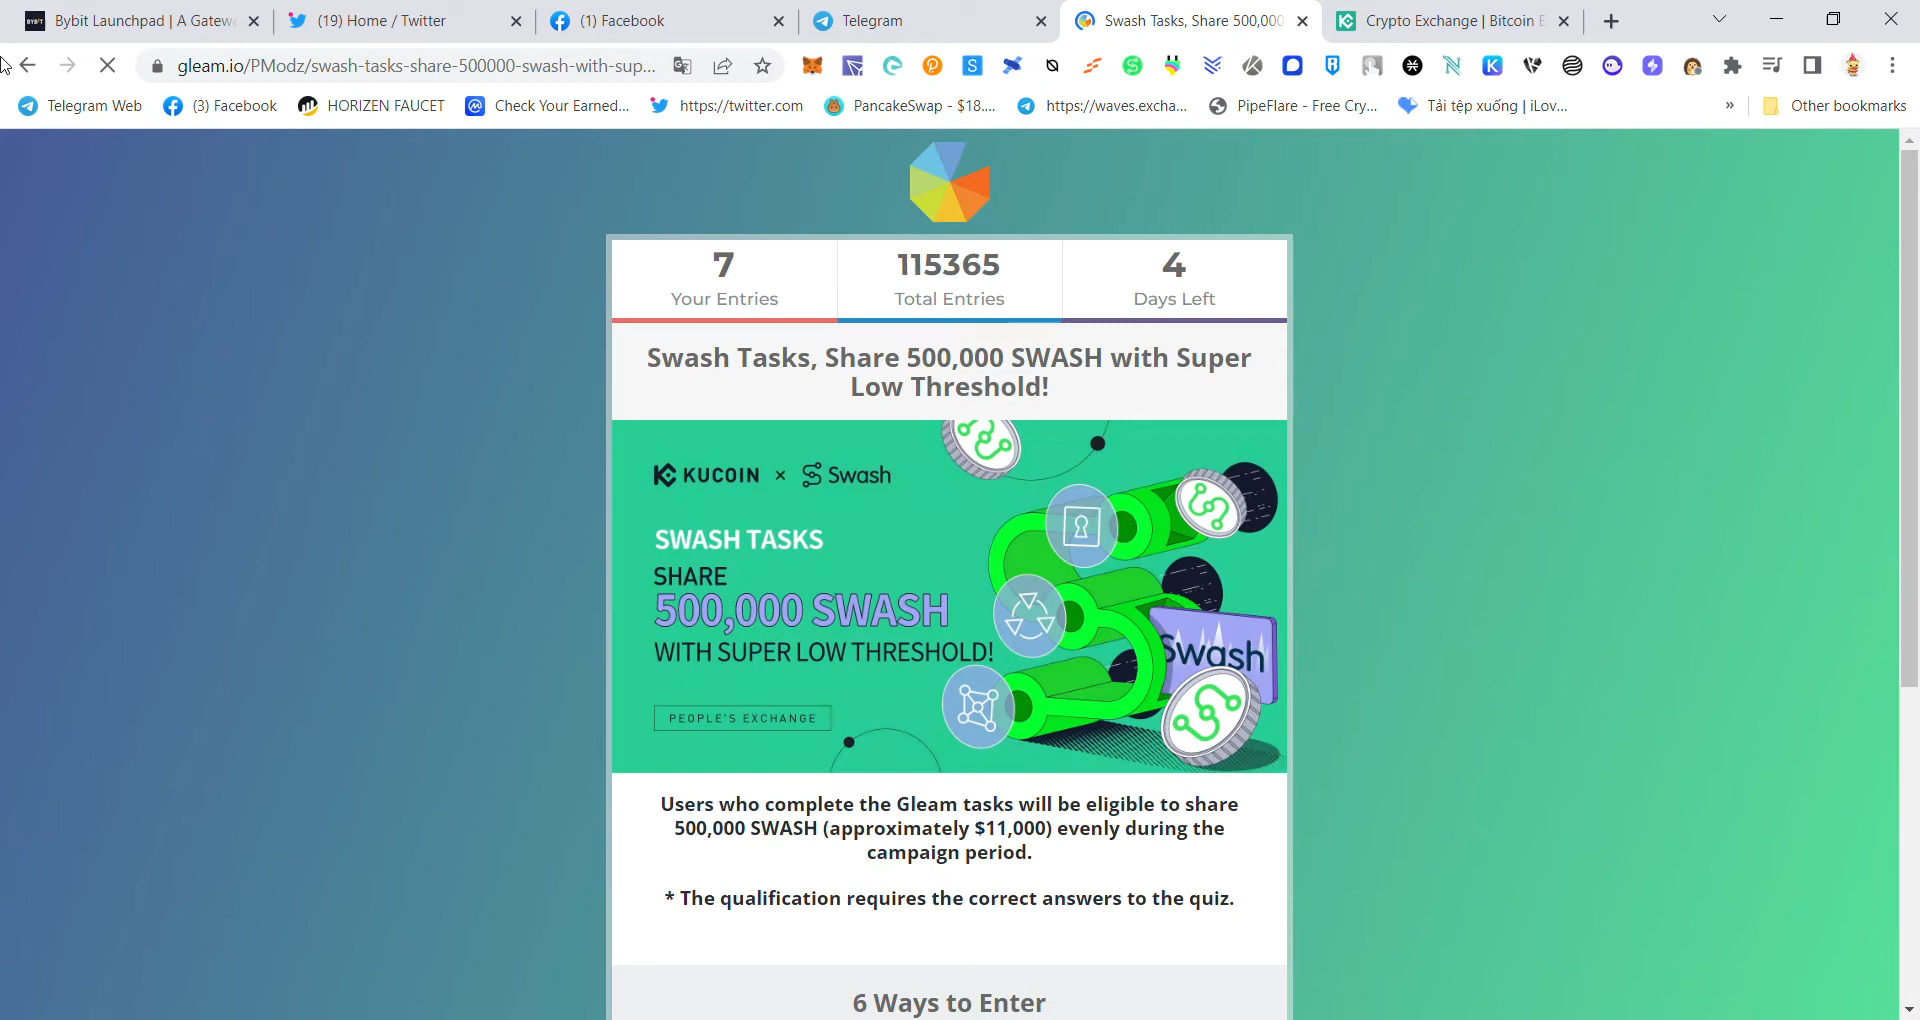 Bybit Launchpad | A Gatewa
(19) Home / Twitter
(1) Facebook
Telegram
Swash Tasks, Share 500,000
Crypto Exchange | Bitcoin E
gleam.io/PModz/swash-tasks-share-500000-swash-with-sup...
Telegram Web
(3) Facebook
HORIZEN FAUCET
Check Your Earned...
https://twitter.com
PancakeSwap - $18....
https://waves.excha...
PipeFlare - Free Cry...
Tải tệp xuống | iLov...
»
Other bookmarks
7
Your Entries
115365
Total Entries
4
Days Left
Swash Tasks, Share 500,000 SWASH with Super
Low Threshold!
KUCOIN × Swash
SWASH TASKS
SHARE
500,000 SWASH
WITH SUPER LOW THRESHOLD!
Swash
PEOPLE'S EXCHANGE
Users who complete the Gleam tasks will be eligible to share
500,000 SWASH (approximately $11,000) evenly during the
campaign period.
* The qualification requires the correct answers to the quiz.
6 Ways to Enter